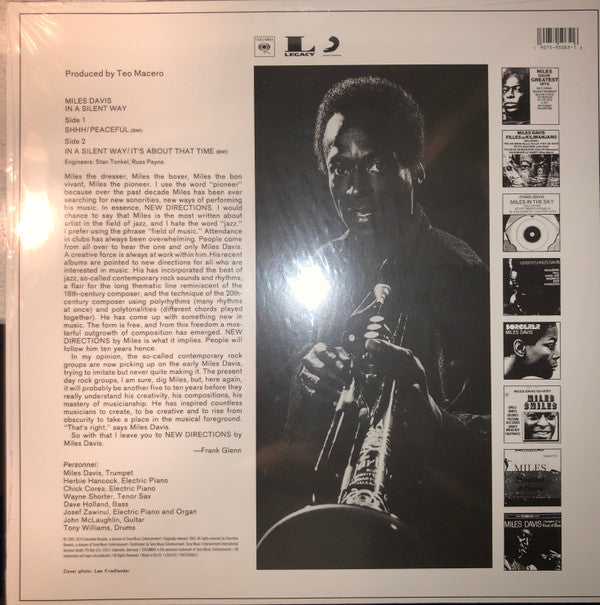 COLUMBIA
LEGACY
1 9075-95065-1 4
Produced by Teo Macero
MILES DAVIS
IN A SILENT WAY
Side 1
SHHH/PEACEFUL (BMI)
Side 2
IN A SILENT WAY/IT'S ABOUT THAT TIME (BMI)
Engineers: Stan Tonkel, Russ Payne
Miles the dresser, Miles the boxer, Miles the bon
vivant, Miles the pioneer. I use the word "pioneer"
because over the past decade Miles has been ever
searching for new sonorities, new ways of performing
his music. In essence, NEW DIRECTIONS. I would
chance to say that Miles is the most written about
artist in the field of jazz, and I hate the word "jazz."
I prefer using the phrase "field of music." Attendance
in clubs has always been overwhelming. People come
from all over to hear the one and only Miles Davis.
A creative force is always at work within him. His recent
albums are pointed to new directions for all who are
interested in music. His has incorporated the best of
jazz, so-called contemporary rock sounds and rhythms,
a flair for the long thematic line reminiscent of the
16th-century composer, and the technique of the 20th-
century composer using polyrhythms (many rhythms
at once) and polytonalities (different chords played
together). He has come up with something new in
music. The form is free, and from this freedom a mas-
terful outgrowth of composition has emerged. NEW
DIRECTIONS by Miles is what it implies. People will
follow him ten years hence.
In my opinion, the so-called contemporary rock
groups are now picking up on the early Miles Davis,
trying to imitate but never quite making it. The present
day rock groups, I am sure, dig Miles, but, here again,
it will probably be another five to ten years before they
really understand his creativity, his compositions, his
mastery of musicianship. He has inspired countless
musicians to create, to be creative and to rise from
obscurity to take a place in the musical foreground.
"That's right," says Miles Davis.
So with that I leave you to NEW DIRECTIONS by
Miles Davis.
—Frank Glenn
Personnel:
Miles Davis, Trumpet
Herbie Hancock, Electric Piano
Chick Corea, Electric Piano
Wayne Shorter, Tenor Sax
Dave Holland, Bass
Josef Zawinul, Electric Piano and Organ
John McLaughlin, Guitar
Tony Williams, Drums
Cover photo: Lee Friedlander
MILES
DAVIS'
GREATEST
HITS
MILES DAVIS
FILLES DE KILIMANJARO
miles davis
MILES IN THE SKY
SORCERER
MILES DAVIS
MILES DAVIS QUINTET
MILES
SMILES
MILES
MILES DAVIS